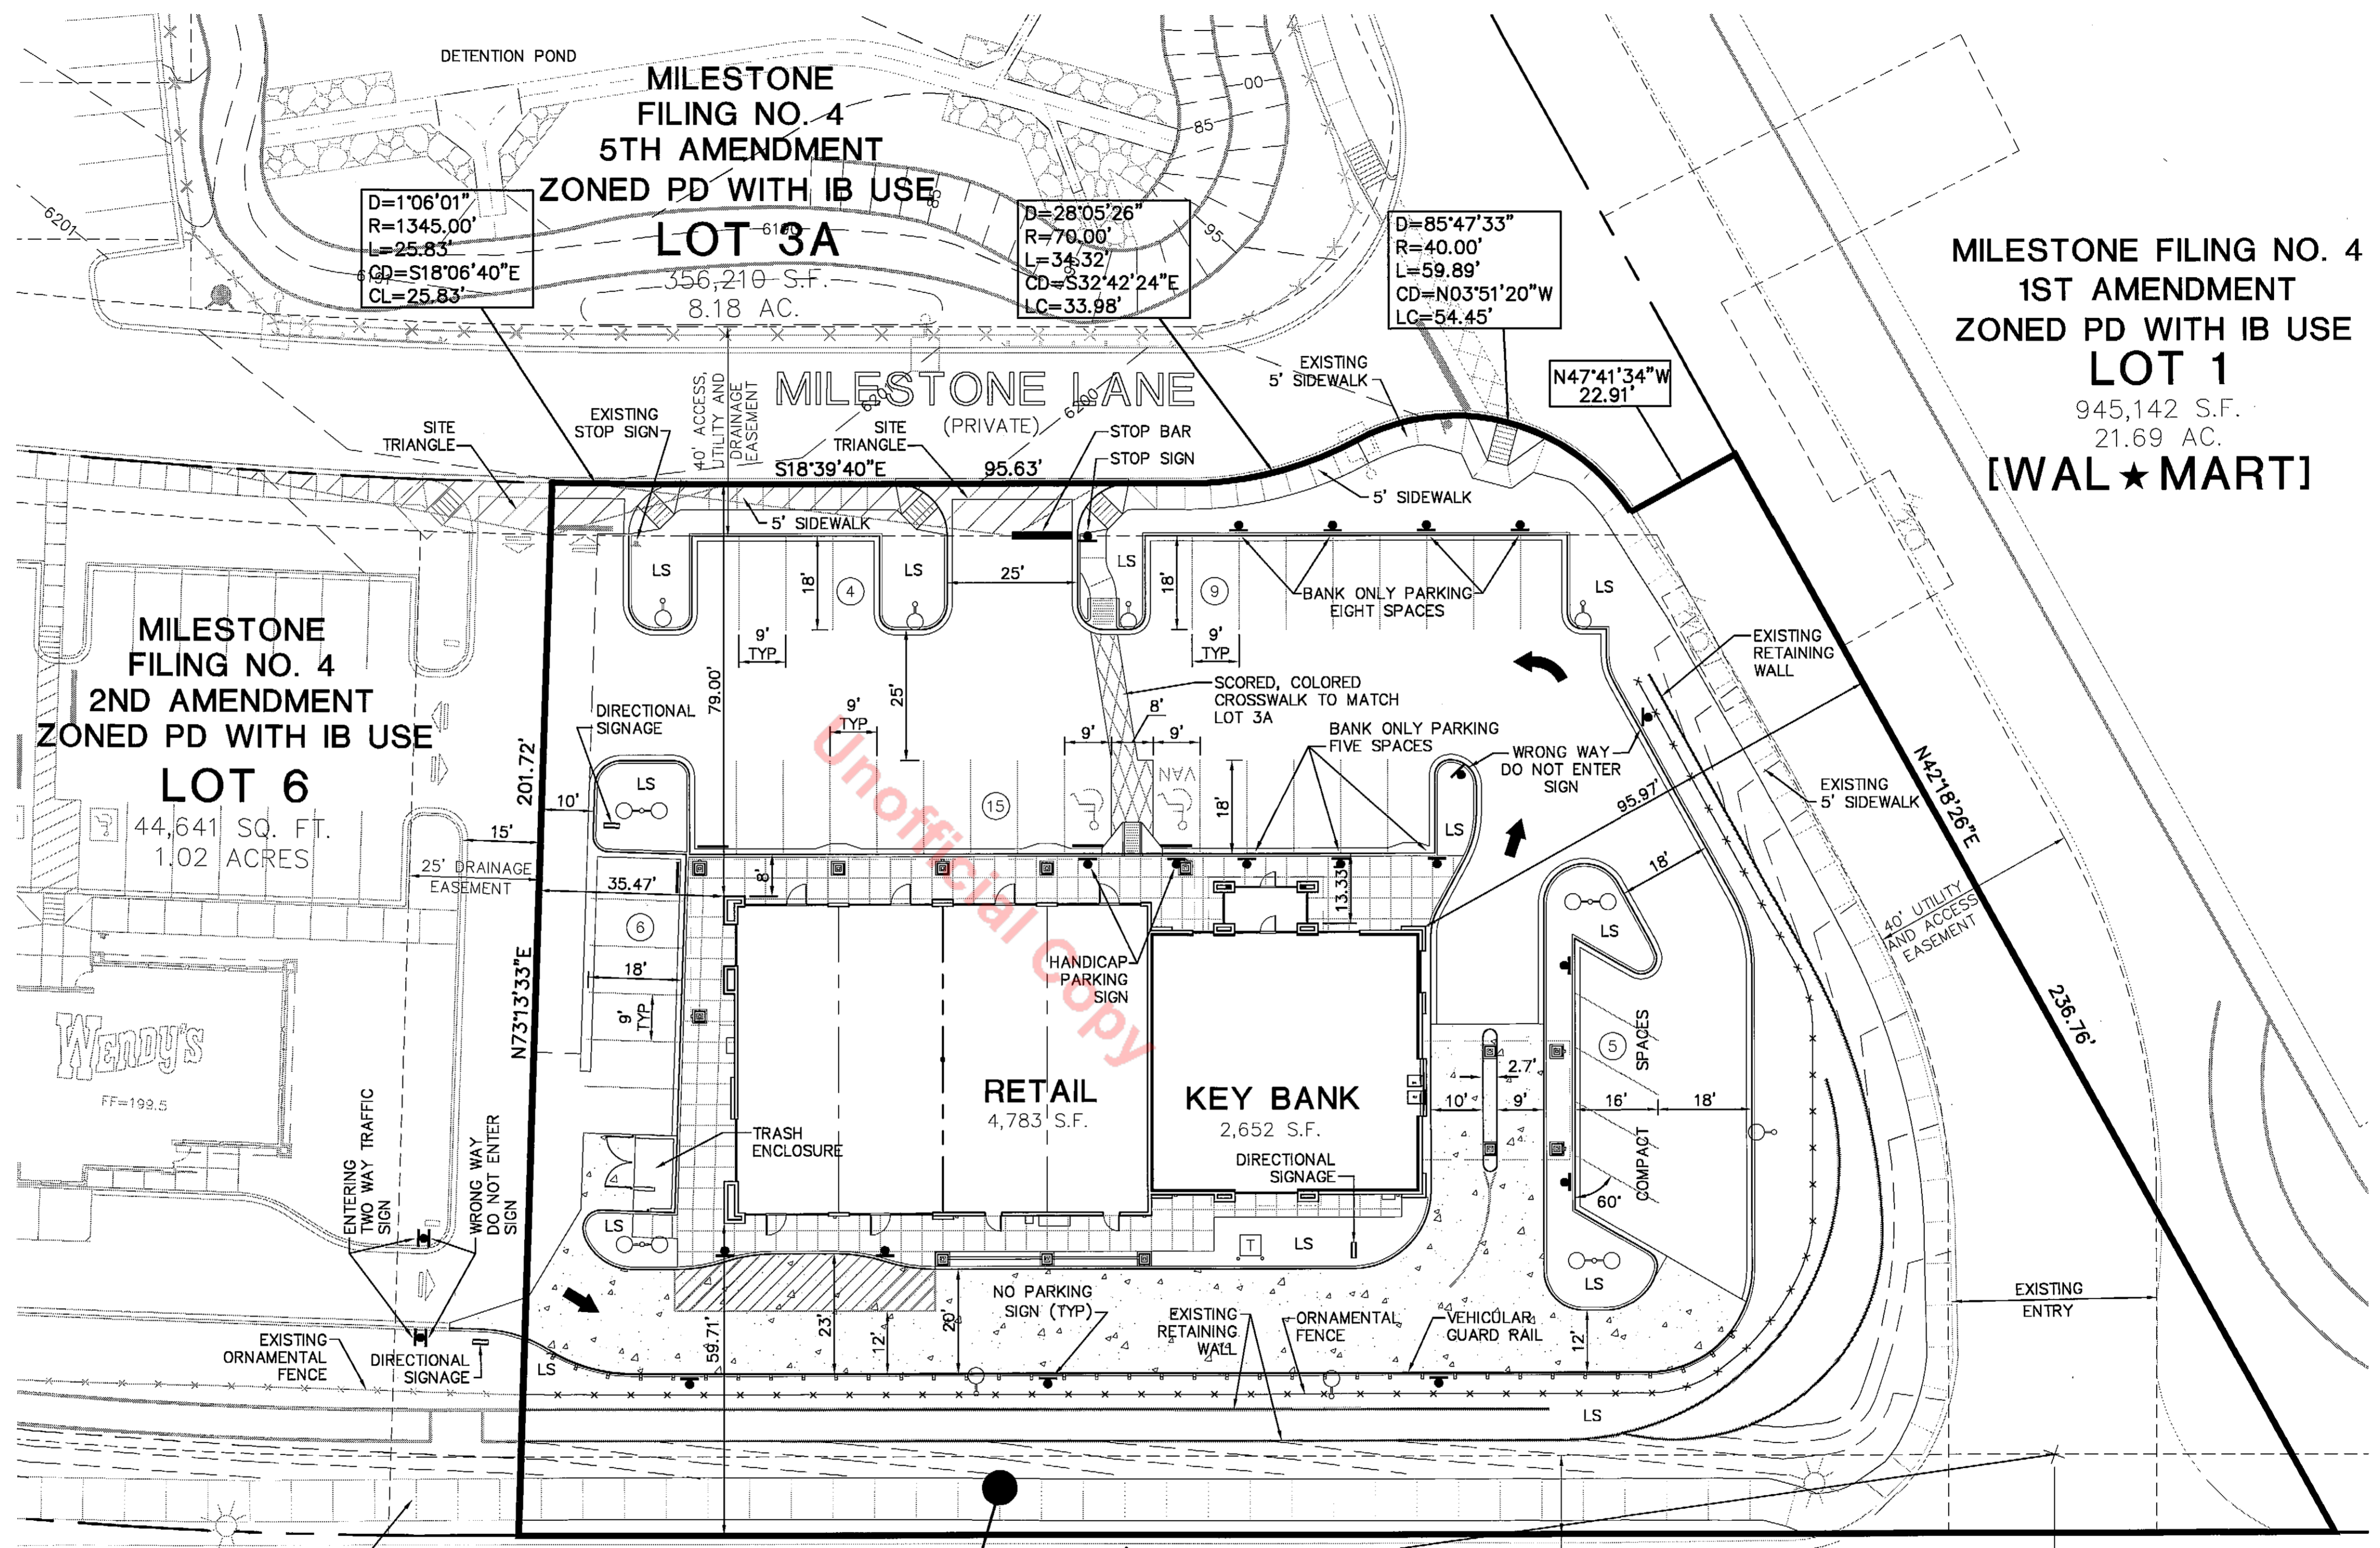 DETENTION POND
MILESTONE
FILING NO. 4
5TH AMENDMENT
ZONED PD WITH IB USE
LOT 3A
356,210 S.F.
8.18 AC.
00
85
95
85
6190
6201
D=1°06'01"
R=1345.00'
L=25.83'
CD=S18°06'40"E
CL=25.83'
D=28°05'26"
R=70.00'
L=34.32'
CD=S32°42'24"E
LC=33.98'
D=85°47'33"
R=40.00'
L=59.89'
CD=N03°51'20"W
LC=54.45'
N47°41'34"W
22.91'
MILESTONE FILING NO. 4
1ST AMENDMENT
ZONED PD WITH IB USE
LOT 1
945,142 S.F.
21.69 AC.
[WAL★MART]
MILESTONE LANE
(PRIVATE)
6200
40' ACCESS,
UTILITY AND
DRAINAGE
EASEMENT
EXISTING
5' SIDEWALK
SITE
TRIANGLE
EXISTING
STOP SIGN
SITE
TRIANGLE
STOP BAR
STOP SIGN
S18°39'40"E
95.63'
5' SIDEWALK
5' SIDEWALK
LS
18'
4
LS
25'
LS
18'
9
BANK ONLY PARKING
EIGHT SPACES
LS
9'
TYP
9'
TYP
EXISTING
RETAINING
WALL
MILESTONE
FILING NO. 4
2ND AMENDMENT
ZONED PD WITH IB USE
LOT 6
44,641 SQ. FT.
1.02 ACRES
79.00'
25'
SCORED, COLORED
CROSSWALK TO MATCH
LOT 3A
DIRECTIONAL
SIGNAGE
9'
TYP
9'
8'
9'
BANK ONLY PARKING
FIVE SPACES
WRONG WAY
DO NOT ENTER
SIGN
VAN
95.97'
EXISTING
5' SIDEWALK
N42°18'26"E
201.72'
10'
LS
15
18'
LS
15'
25' DRAINAGE
EASEMENT
35.47'
8'
13.33'
18'
40' UTILITY
AND ACCESS
EASEMENT
6
LS
N73°13'33"E
18'
9'
TYP
HANDICAP
PARKING
SIGN
236.76'
WENDY'S
FF=199.5
RETAIL
4,783 S.F.
KEY BANK
2,652 S.F.
2.7'
10'
9'
5
COMPACT SPACES
16'
18'
60°
TRASH
ENCLOSURE
DIRECTIONAL
SIGNAGE
ENTERING
TWO WAY TRAFFIC
SIGN
WRONG WAY
DO NOT ENTER
SIGN
LS
T
LS
LS
NO PARKING
SIGN (TYP)
EXISTING
RETAINING
WALL
ORNAMENTAL
FENCE
VEHICULAR
GUARD RAIL
EXISTING
ENTRY
59.71'
23'
12'
20'
12'
EXISTING
ORNAMENTAL
FENCE
DIRECTIONAL
SIGNAGE
LS
LS
Unofficial Copy